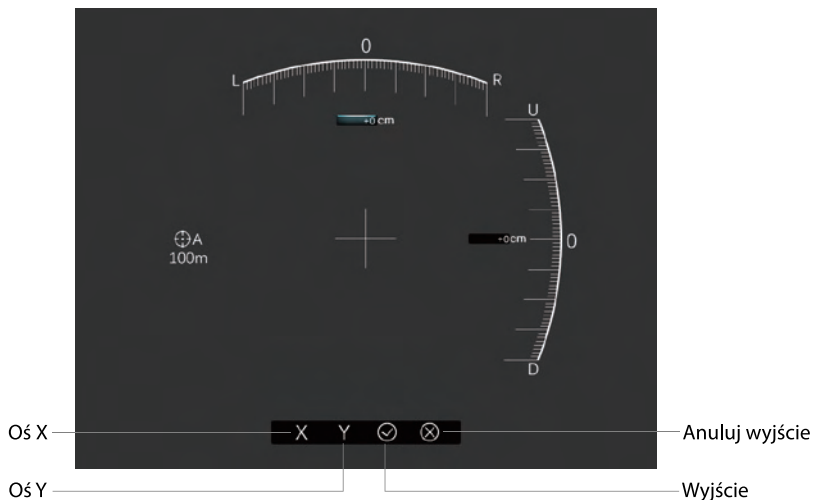 0
L R
+0 cm
U
A
100m
+0cm 0
D
Oś X X Y Anuluj wyjście
Oś Y Wyjście